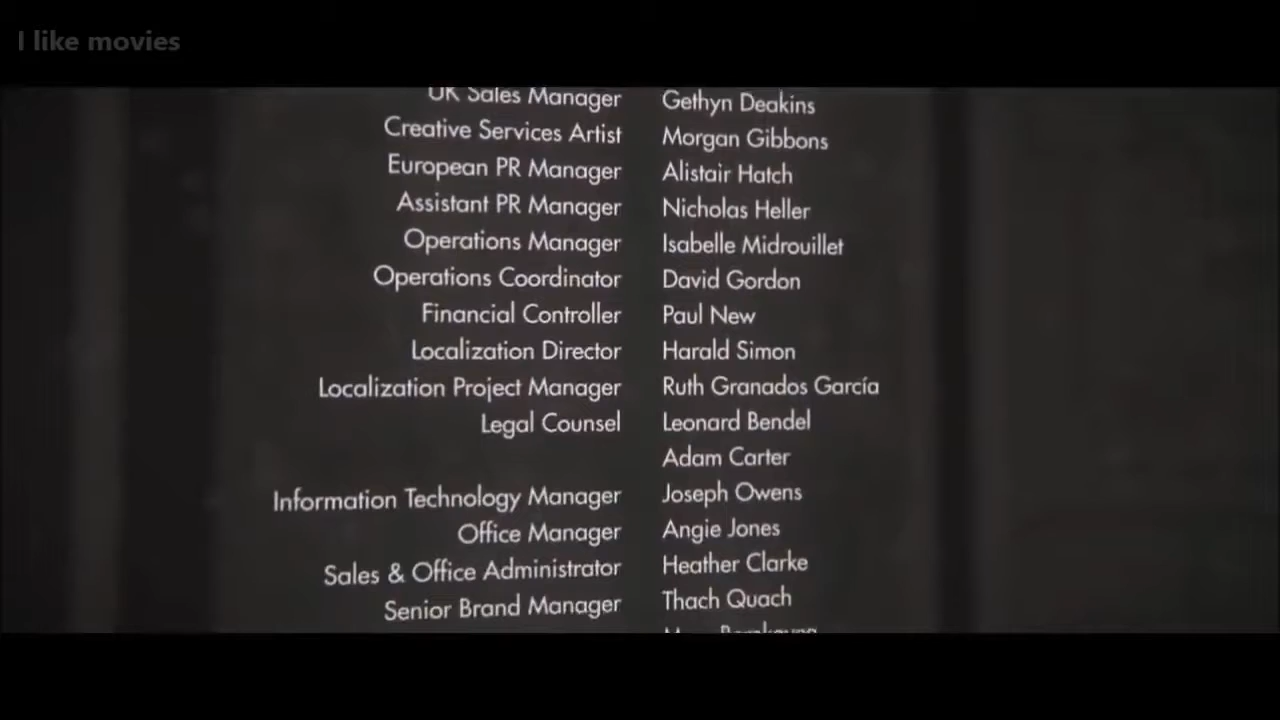 I like movies
UK Sales Manager Gethyn Deakins
Creative Services Artist Morgan Gibbons
European PR Manager Alistair Hatch
Assistant PR Manager Nicholas Heller
Operations Manager Isabelle Midrouillet
Operations Coordinator David Gordon
Financial Controller Paul New
Localization Director Harald Simon
Localization Project Manager Ruth Granados García
Legal Counsel Leonard Bendel
Adam Carter
Information Technology Manager Joseph Owens
Office Manager Angie Jones
Sales & Office Administrator Heather Clarke
Senior Brand Manager Thach Quach